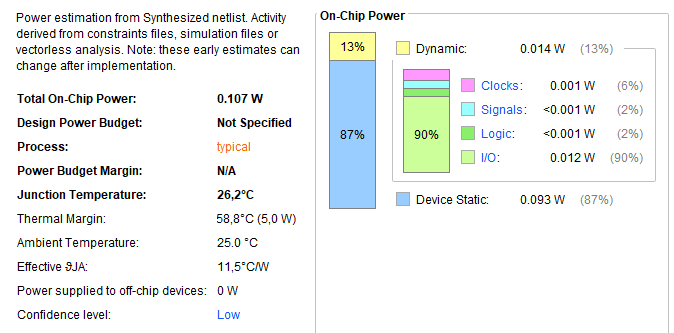 Power estimation from Synthesized netlist. Activity
derived from constraints files, simulation files or
vectorless analysis. Note: these early estimates can
change after implementation.
Total On-Chip Power: 0.107 W
Design Power Budget: Not Specified
Process: typical
Power Budget Margin: N/A
Junction Temperature: 26,2°C
Thermal Margin: 58,8°C (5,0 W)
Ambient Temperature: 25.0 °C
Effective ϑJA: 11,5°C/W
Power supplied to off-chip devices: 0 W
Confidence level: Low
On-Chip Power
13%
87%
Dynamic: 0.014 W (13%)
90%
Clocks: 0.001 W (6%)
Signals: <0.001 W (2%)
Logic: <0.001 W (2%)
I/O: 0.012 W (90%)
Device Static: 0.093 W (87%)